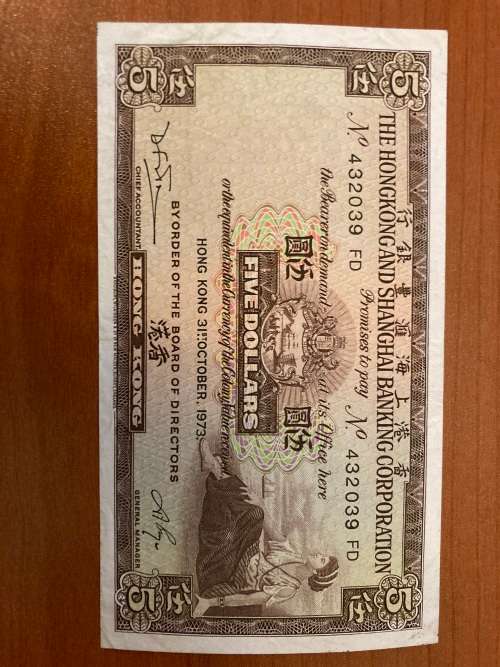 5 伍 伍 5
行銀豐滙海上港香
THE HONGKONG AND SHANGHAI BANKING CORPORATION
Promises to pay
Nº 432039 FD Nº 432039 FD
the Bearer on demand at its Office here
圓伍 圓伍
FIVE DOLLARS
or the equivalent in the Currency of the Colony value received
HONG KONG 31ST OCTOBER, 1973.
BY ORDER OF THE BOARD OF DIRECTORS
港香
CHIEF ACCOUNTANT HONG KONG GENERAL MANAGER
5 伍 伍 5